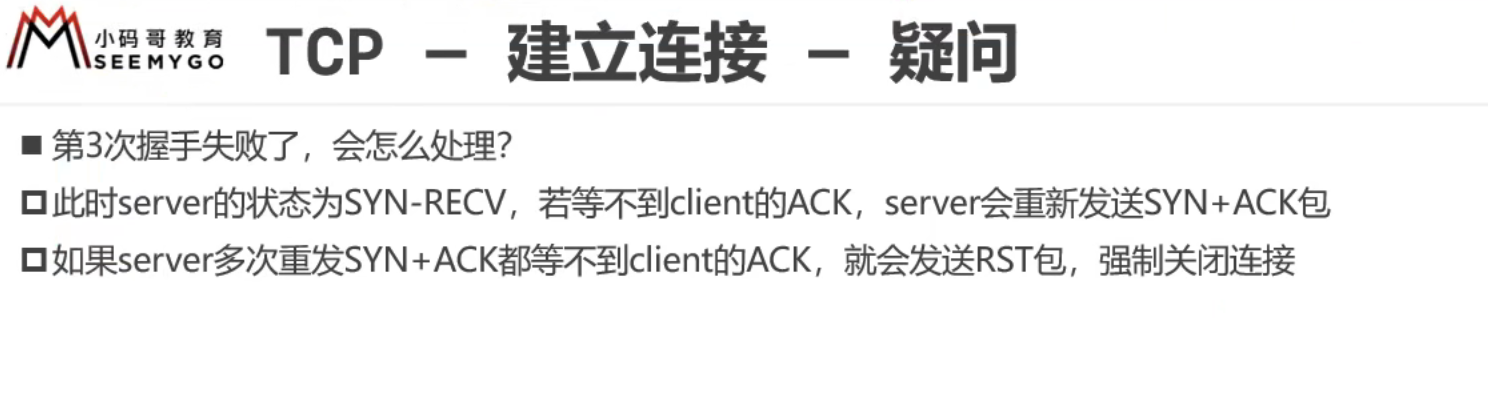 小码哥教育
SEEMYGO
TCP – 建立连接 – 疑问
第3次握手失败了，会怎么处理？
此时server的状态为SYN-RECV，若等不到client的ACK，server会重新发送SYN+ACK包
如果server多次重发SYN+ACK都等不到client的ACK，就会发送RST包，强制关闭连接